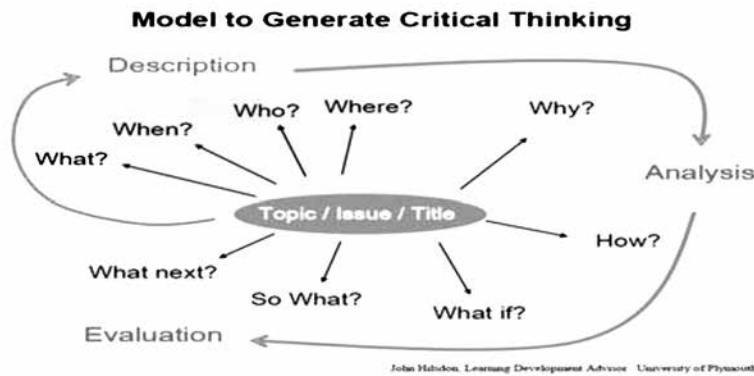 Model to Generate Critical Thinking
Description
Who?
Where?
Why?
When?
What?
Analysis
Topic / Issue / Title
How?
What next?
So What?
What if?
Evaluation
John Hilsdon, Learning Development Advisor University of Plymouth